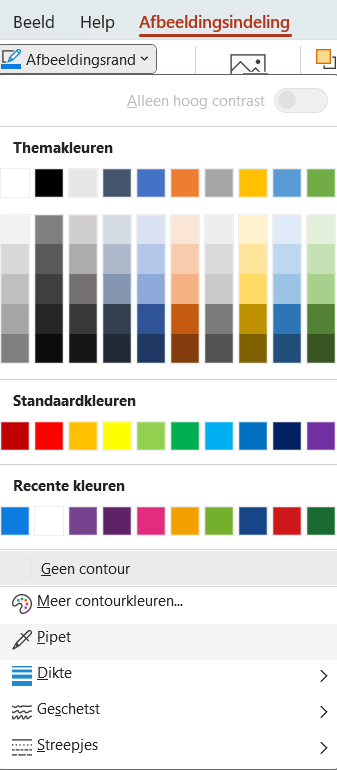 Beeld Help Afbeeldingsindeling
Afbeeldingsrand
Alleen hoog contrast
Themakleuren
Standaardkleuren
Recente kleuren
Geen contour
Meer contourkleuren...
Pipet
Dikte
Geschetst
Streepjes